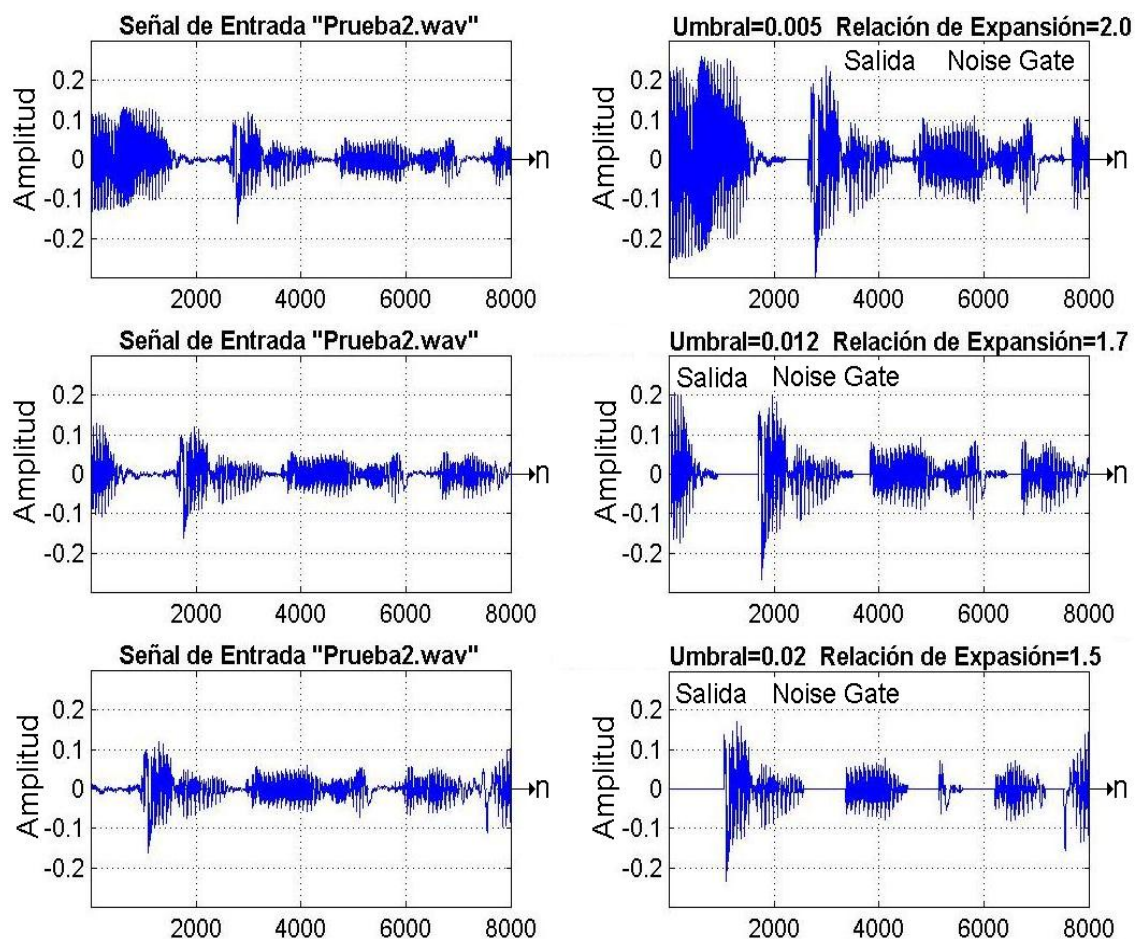 Señal de Entrada "Prueba2.wav"
Amplitud
0.2
0.1
0
-0.1
-0.2
n
2000 4000 6000 8000
Umbral=0.005 Relación de Expansión=2.0
Salida Noise Gate
Amplitud
0.2
0.1
0
-0.1
-0.2
n
2000 4000 6000 8000
Señal de Entrada "Prueba2.wav"
Amplitud
0.2
0.1
0
-0.1
-0.2
n
2000 4000 6000 8000
Umbral=0.012 Relación de Expansión=1.7
Salida Noise Gate
Amplitud
0.2
0.1
0
-0.1
-0.2
n
2000 4000 6000 8000
Señal de Entrada "Prueba2.wav"
Amplitud
0.2
0.1
0
-0.1
-0.2
n
2000 4000 6000 8000
Umbral=0.02 Relación de Expasión=1.5
Salida Noise Gate
Amplitud
0.2
0.1
0
-0.1
-0.2
n
2000 4000 6000 8000